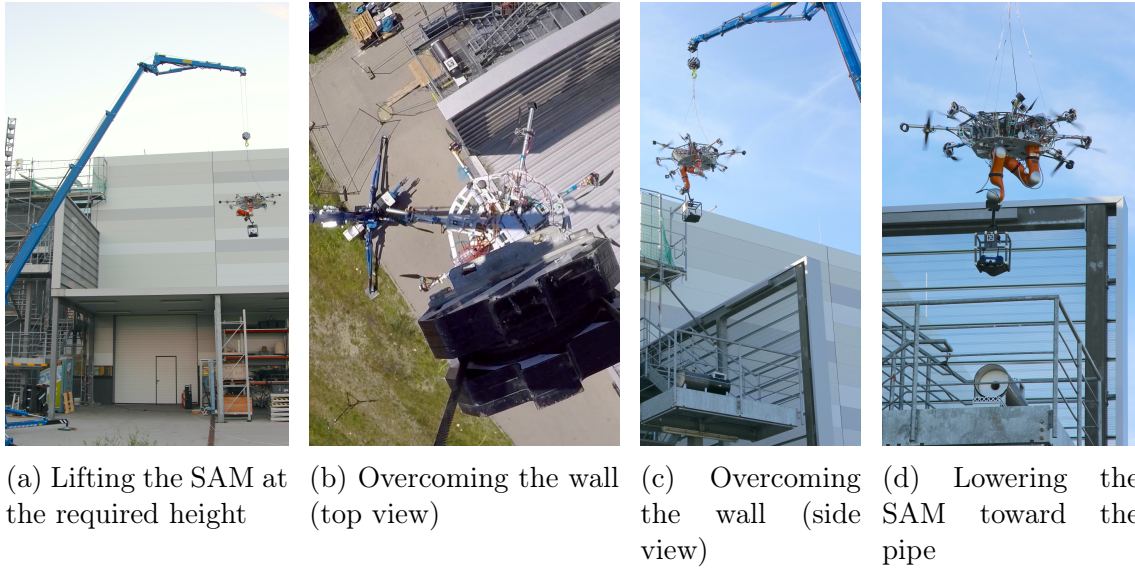 (a) Lifting the SAM at
the required height
(b) Overcoming the wall
(top view)
(c) Overcoming
the wall (side
view)
(d) Lowering the
SAM toward the
pipe